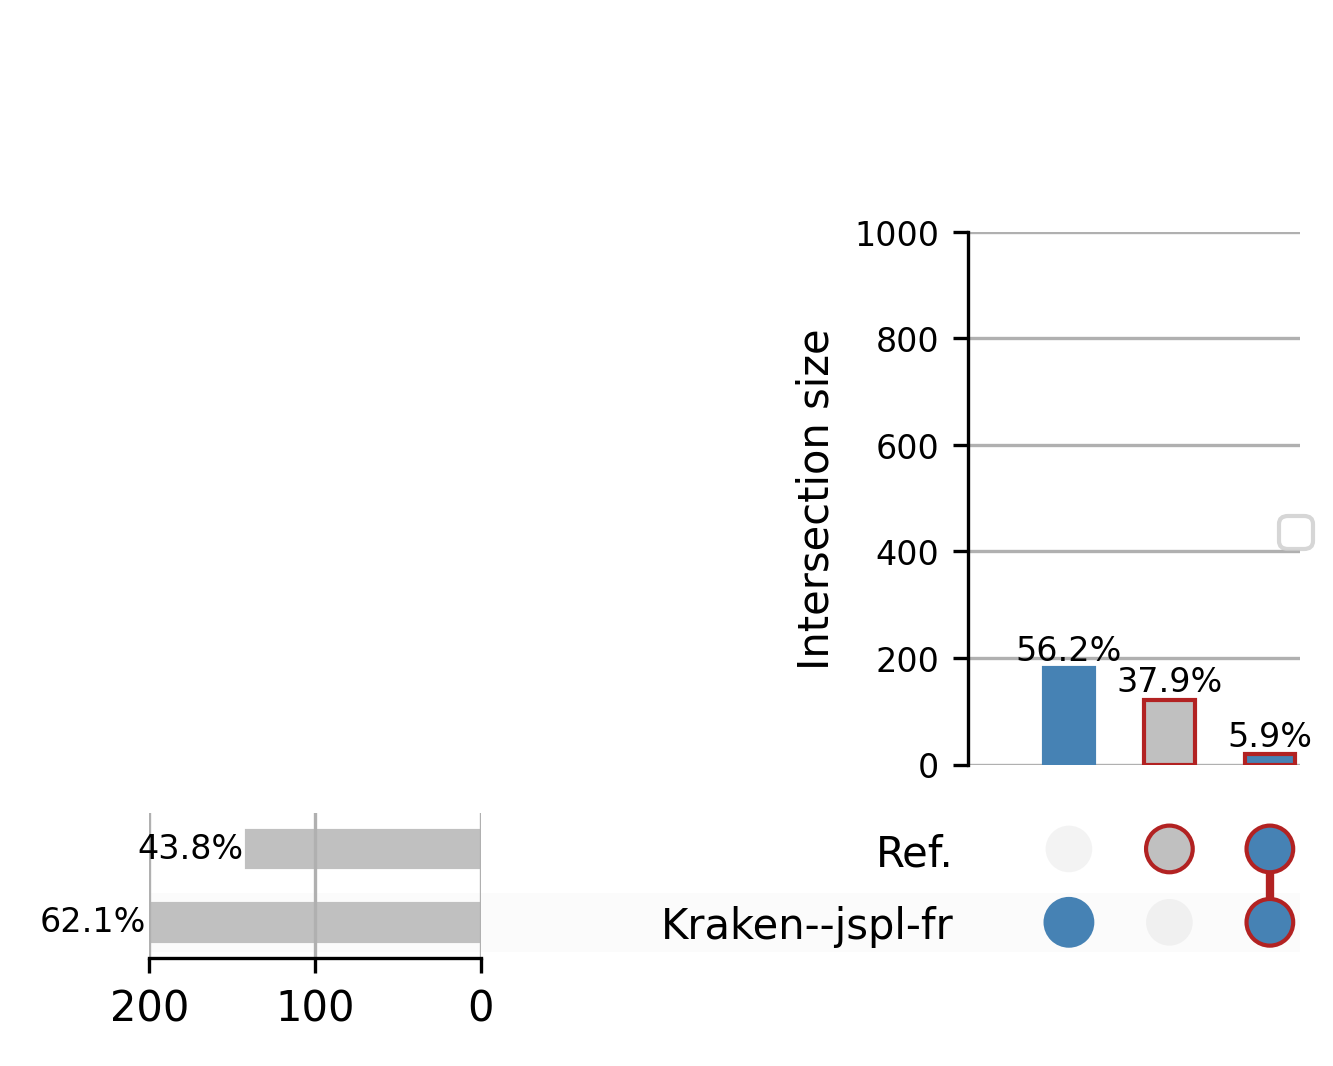 1000
800
600
400
200
0
Intersection size
56.2%
37.9%
5.9%
43.8%
62.1%
Ref.
Kraken--jspl-fr
200 100 0